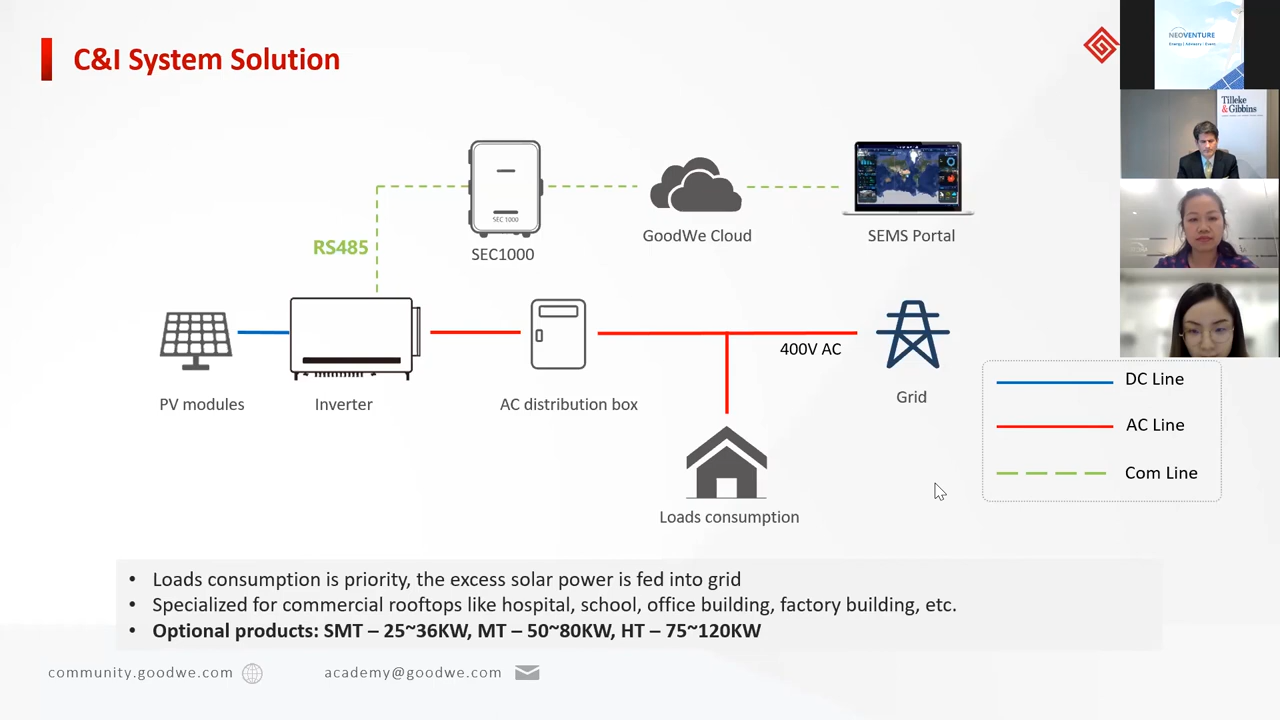 C&I System Solution
NEOVENTURE
Energy | Advisory | Event
Tilleke
& Gibbins
RS485
SEC 1000
SEC1000
GoodWe Cloud
SEMS Portal
400V AC
PV modules
Inverter
AC distribution box
Grid
Loads consumption
DC Line
AC Line
Com Line
• Loads consumption is priority, the excess solar power is fed into grid
• Specialized for commercial rooftops like hospital, school, office building, factory building, etc.
• Optional products: SMT – 25~36KW, MT – 50~80KW, HT – 75~120KW
community.goodwe.com
academy@goodwe.com